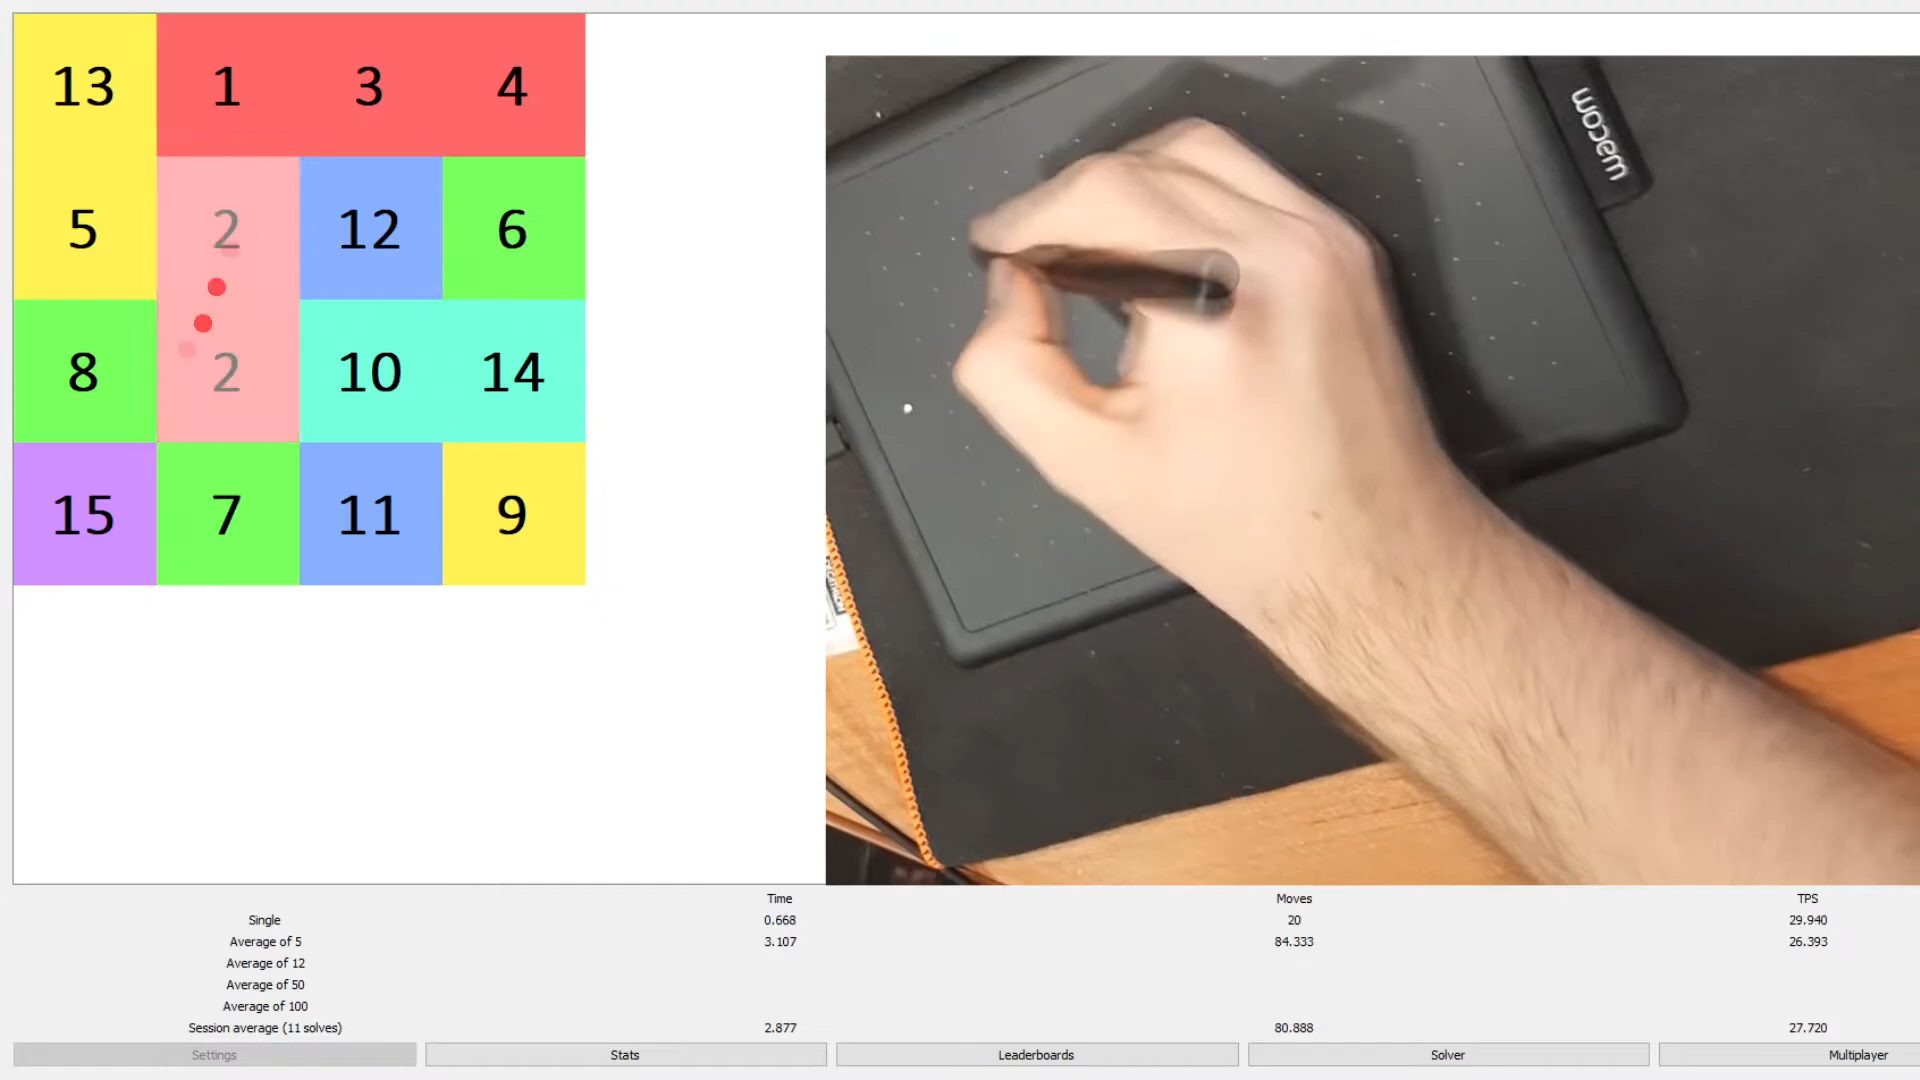 13 1 3 4
5 2 12 6
8 2 10 14
15 7 11 9
wacom
Time Moves TPS
Single 0.668 20 29.940
Average of 5 3.107 84.333 26.393
Average of 12
Average of 50
Average of 100
Session average (11 solves) 2.877 80.888 27.720
Settings Stats Leaderboards Solver Multiplayer